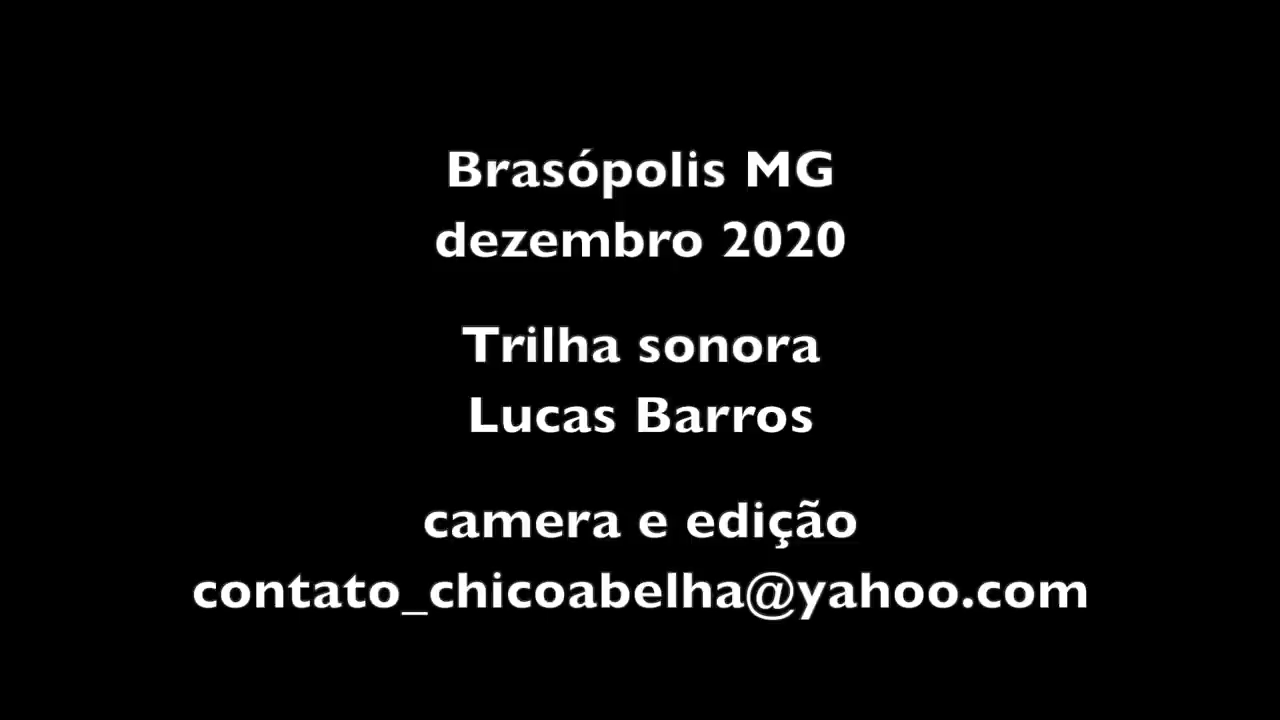 Brasópolis MG
dezembro 2020
Trilha sonora
Lucas Barros
camera e edição
contato_chicoabelha@yahoo.com